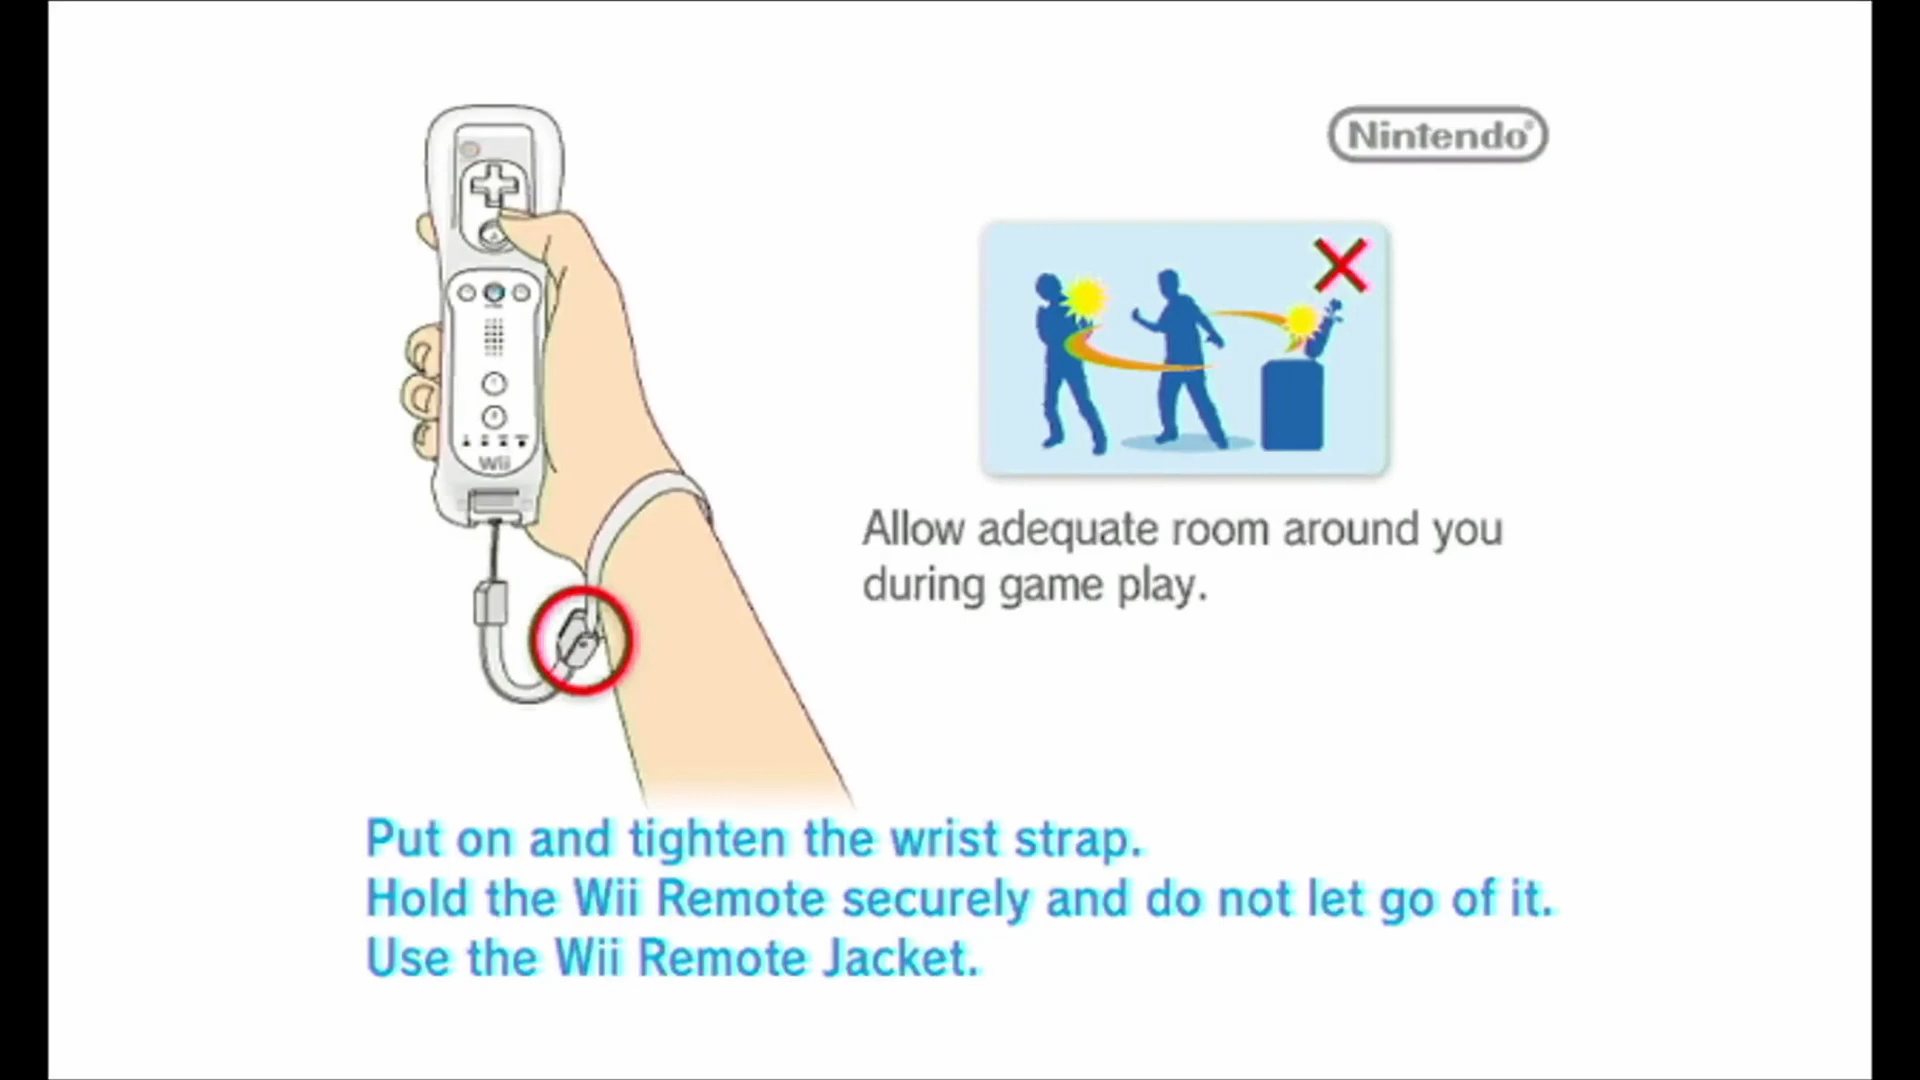 Nintendo®
Wii
Allow adequate room around you
during game play.
Put on and tighten the wrist strap.
Hold the Wii Remote securely and do not let go of it.
Use the Wii Remote Jacket.